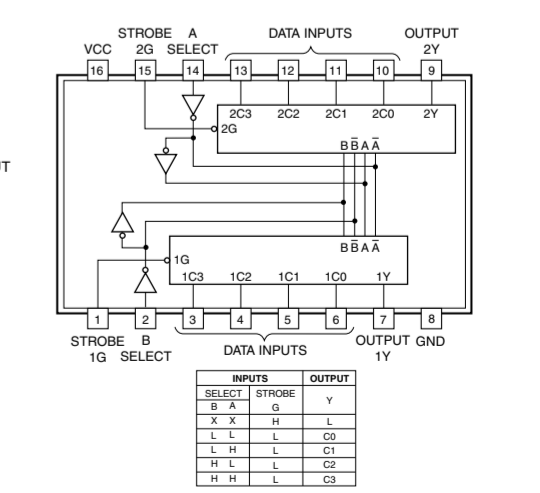 STROBE A DATA INPUTS OUTPUT
VCC 2G SELECT 2Y
16 15 14 13 12 11 10 9
2C3 2C2 2C1 2C0 2Y
2G
B B̅ A A̅
UT
B B̅ A A̅
1G
1C3 1C2 1C1 1C0 1Y
1 2 3 4 5 6 7 8
STROBE B DATA INPUTS OUTPUT GND
1G SELECT 1Y
INPUTS OUTPUT
SELECT STROBE Y
B A G
X X H L
L L L C0
L H L C1
H L L C2
H H L C3